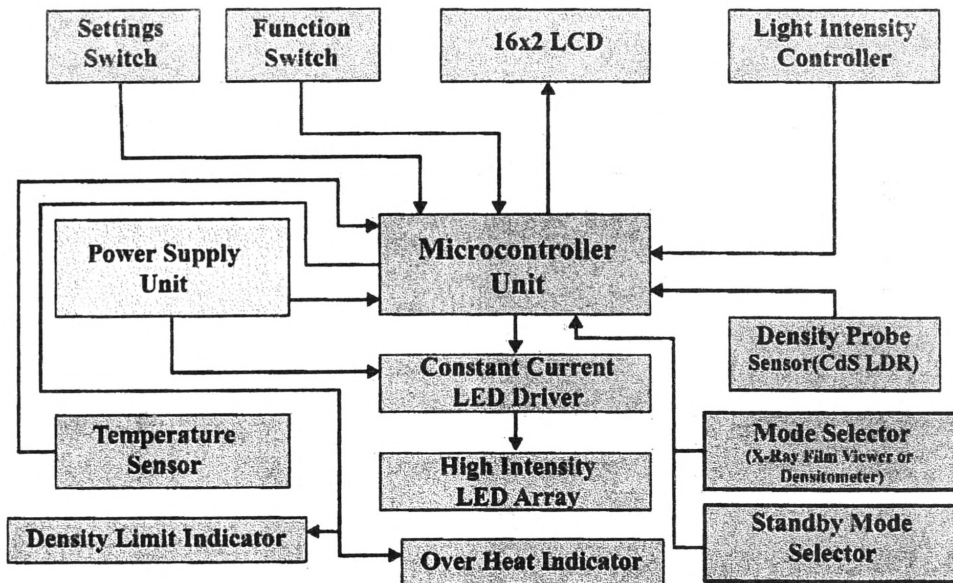 Settings
Switch
Function
Switch
16x2 LCD
Light Intensity
Controller
Power Supply
Unit
Microcontroller
Unit
Density Probe
Sensor(CdS LDR)
Constant Current
LED Driver
Temperature
Sensor
High Intensity
LED Array
Mode Selector
(X-Ray Film Viewer or
Densitometer)
Density Limit Indicator
Over Heat Indicator
Standby Mode
Selector